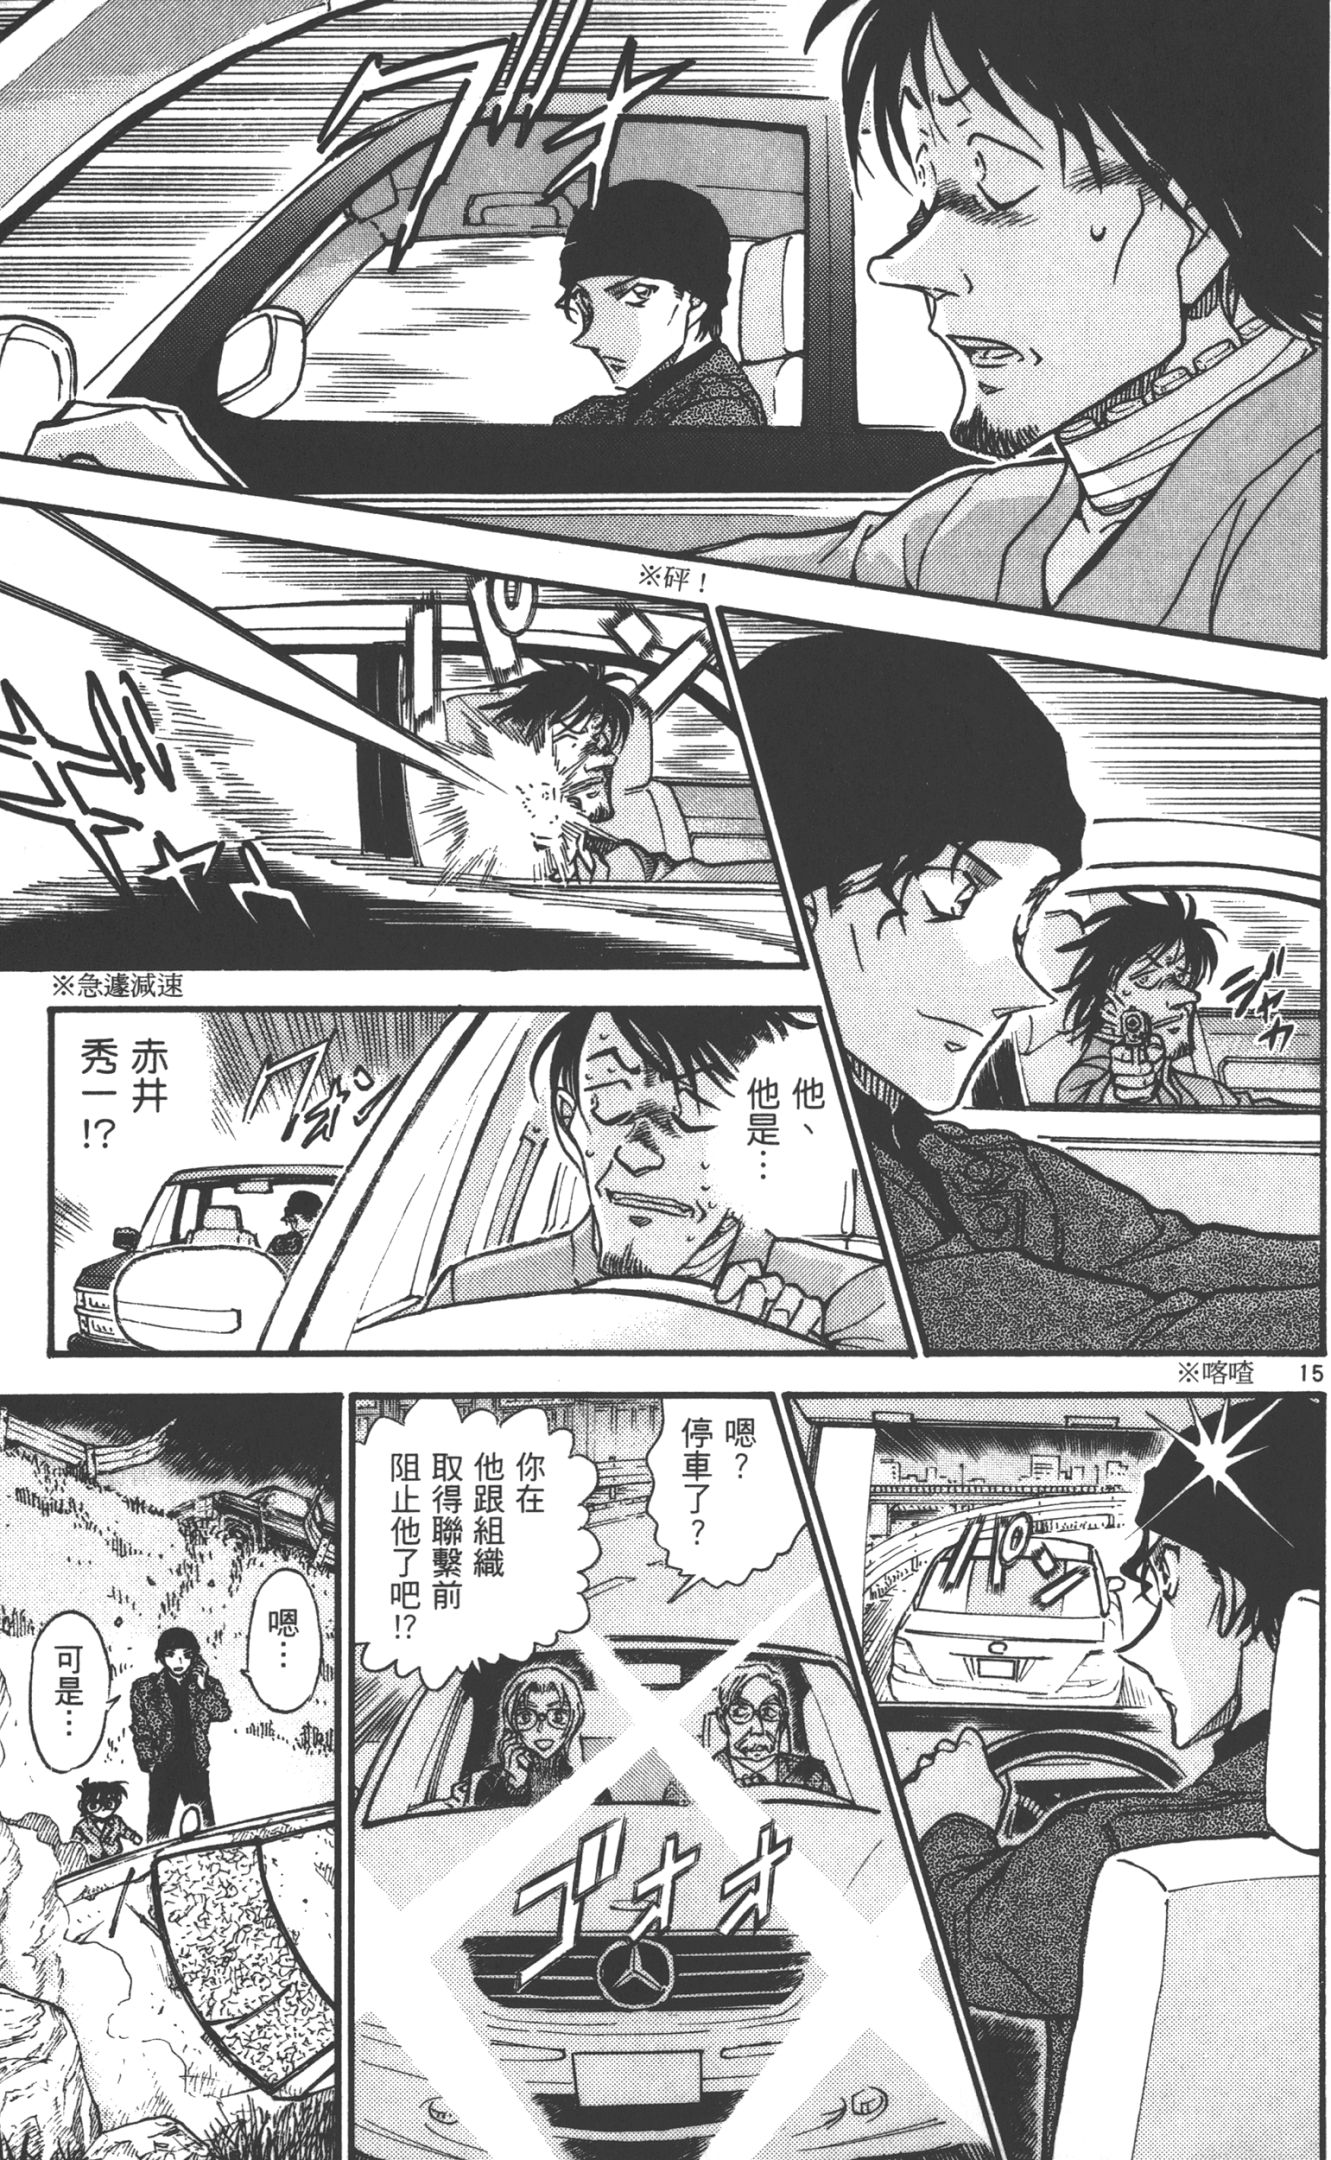 ※砰！
※喀喳
他、
他是…
赤井
秀一!?
※急遽減速
15
嗯？
停車了？
你在
他跟組織
取得聯繫前
阻止他了吧!?
嗯…
可是…